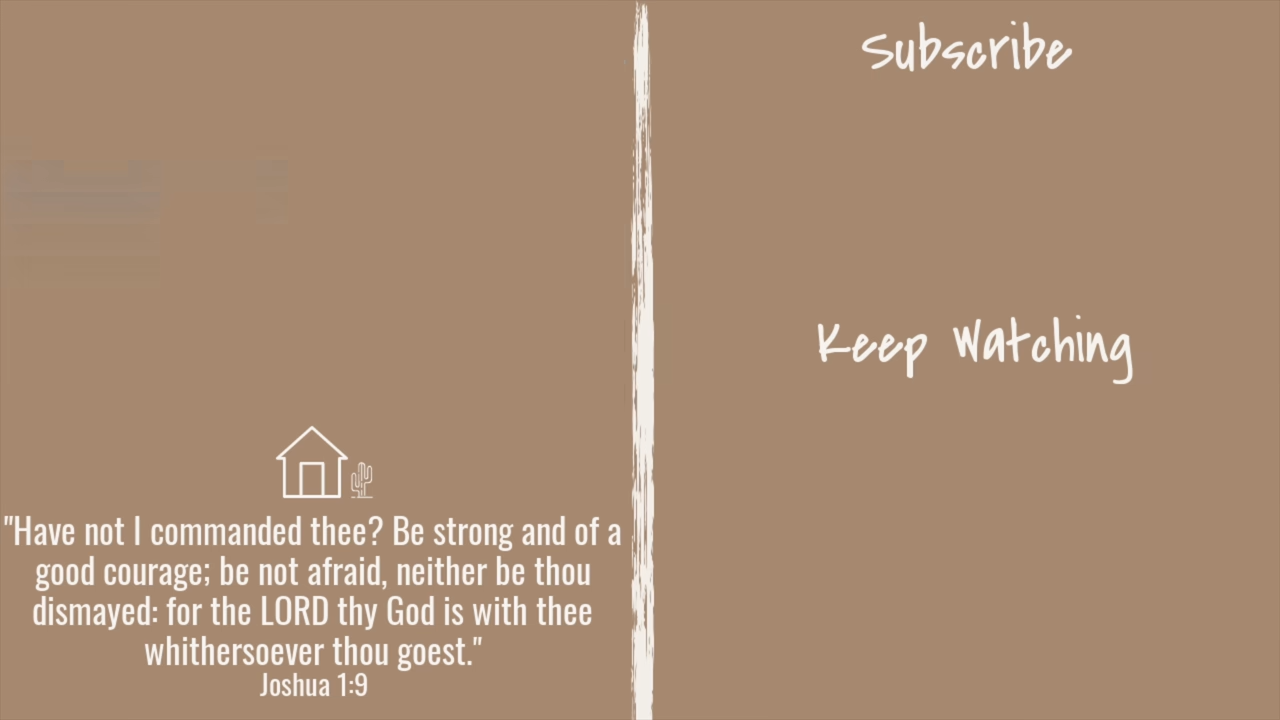 Subscribe
Keep Watching
"Have not I commanded thee? Be strong and of a
good courage; be not afraid, neither be thou
dismayed: for the LORD thy God is with thee
whithersoever thou goest."
Joshua 1:9